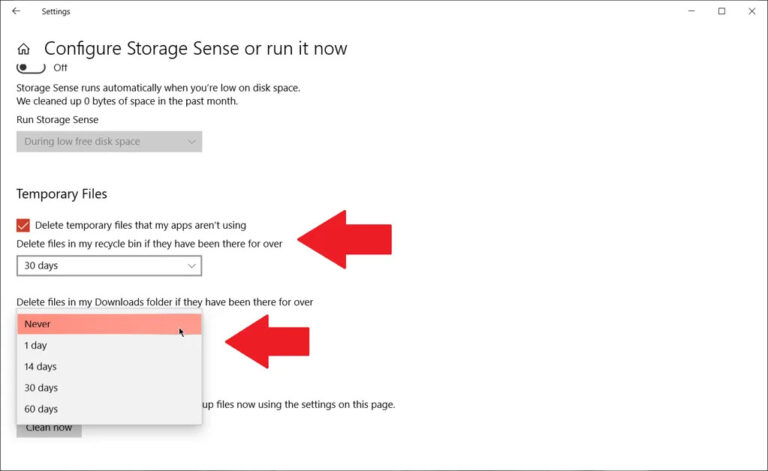 Settings
Configure Storage Sense or run it now
Off
Storage Sense runs automatically when you're low on disk space.
We cleaned up 0 bytes of space in the past month.
Run Storage Sense
During low free disk space
Temporary Files
Delete temporary files that my apps aren't using
Delete files in my recycle bin if they have been there for over
30 days
Delete files in my Downloads folder if they have been there for over
Never
1 day
14 days
30 days
60 days
up files now using the settings on this page.
Clean now